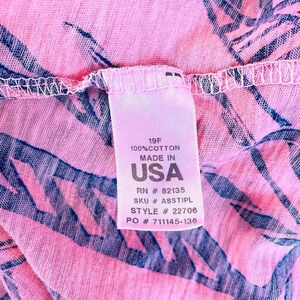 19F
100%COTTON
MADE IN
USA
RN # 82135
SKU # ASSTIPL
STYLE # 22706
PO # 711145-136